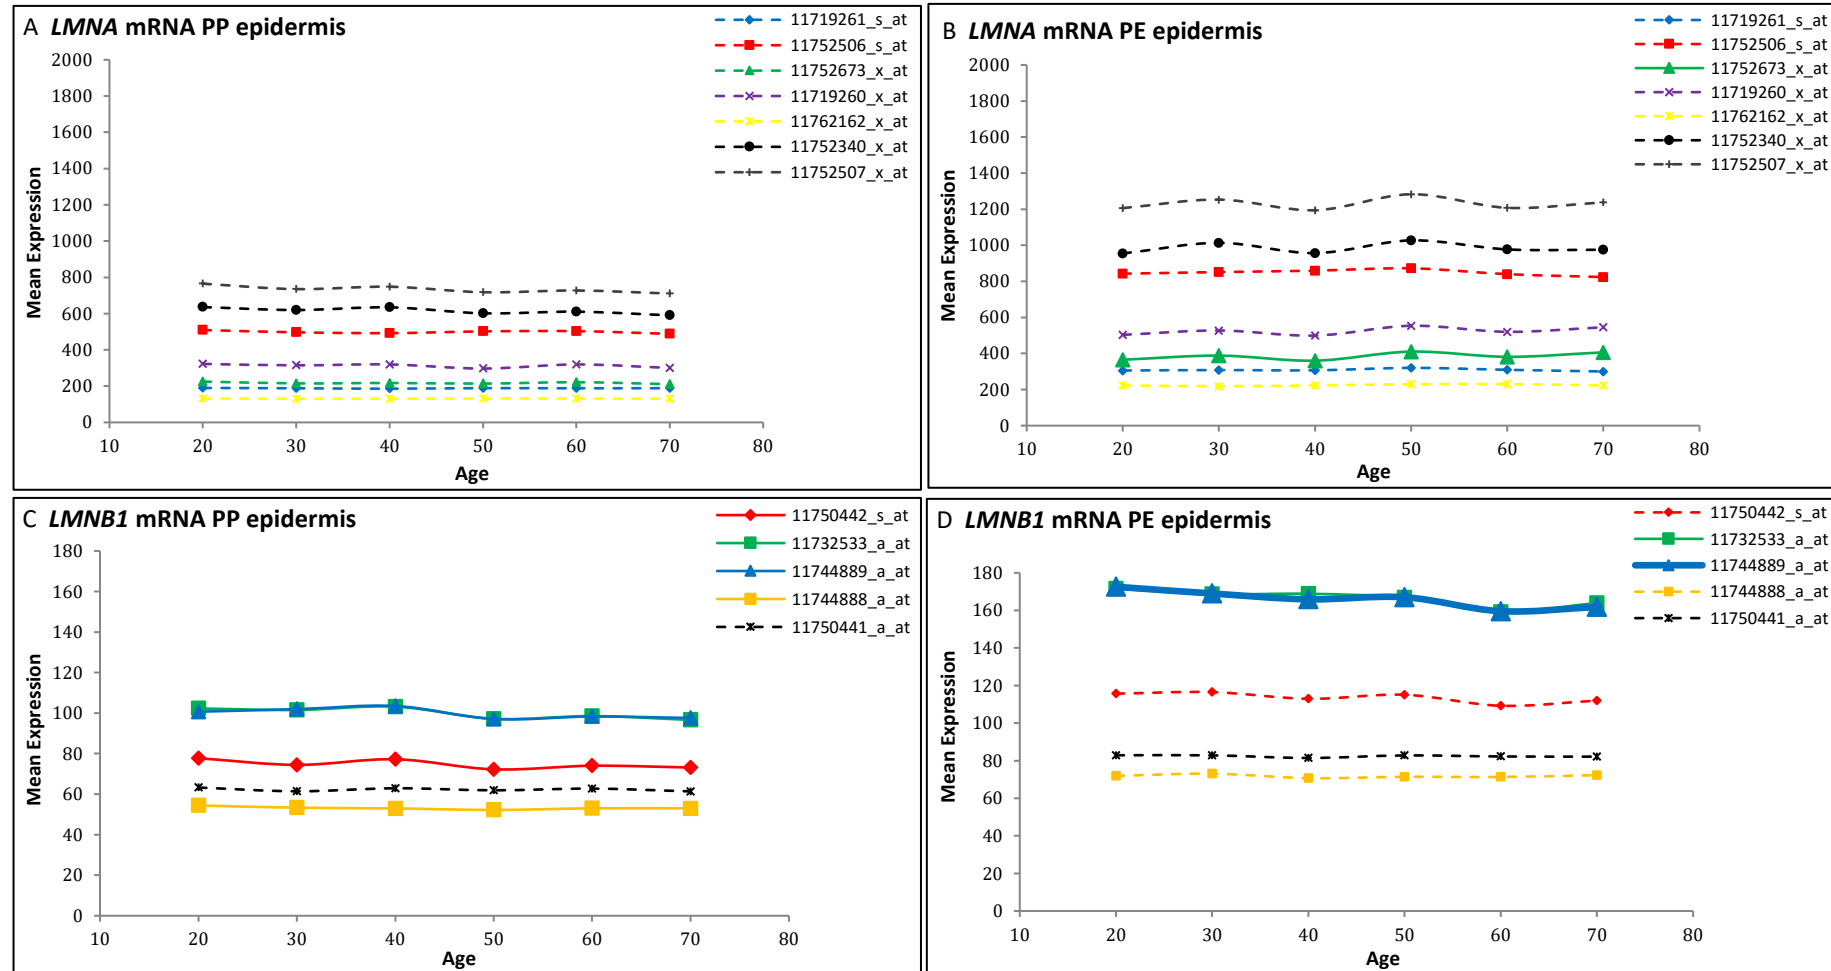 A LMNA mRNA PP epidermis
11719261_s_at
11752506_s_at
11752673_x_at
11719260_x_at
11762162_x_at
11752340_x_at
11752507_x_at
2000
1800
1600
1400
1200
1000
800
600
400
200
0
Mean Expression
10 20 30 40 50 60 70 80
Age
B LMNA mRNA PE epidermis
11719261_s_at
11752506_s_at
11752673_x_at
11719260_x_at
11762162_x_at
11752340_x_at
11752507_x_at
2000
1800
1600
1400
1200
1000
800
600
400
200
0
Mean Expression
10 20 30 40 50 60 70 80
Age
C LMNB1 mRNA PP epidermis
11750442_s_at
11732533_a_at
11744889_a_at
11744888_a_at
11750441_a_at
180
160
140
120
100
80
60
40
20
0
Mean Expression
10 20 30 40 50 60 70 80
Age
D LMNB1 mRNA PE epidermis
11750442_s_at
11732533_a_at
11744889_a_at
11744888_a_at
11750441_a_at
180
160
140
120
100
80
60
40
20
0
Mean Expression
10 20 30 40 50 60 70 80
Age